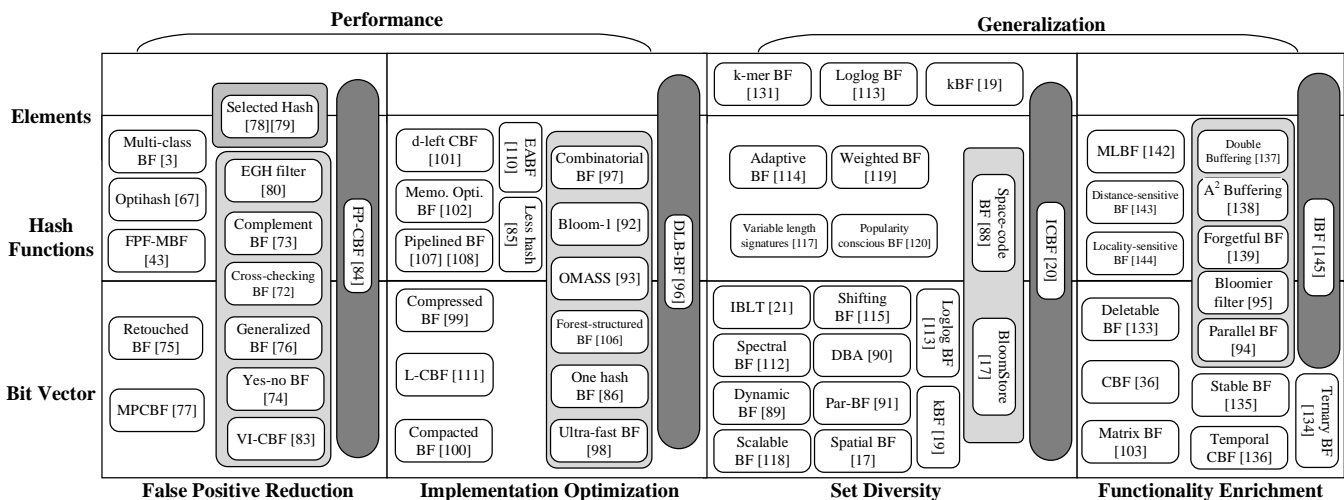 Performance
Generalization
Elements
Hash
Functions
Bit Vector
Selected Hash
[78][79]
Multi-class
BF [3]
Optihash [67]
FPF-MBF
[43]
EGH filter
[80]
Complement
BF [73]
Cross-checking
BF [72]
Retouched
BF [75]
MPCBF [77]
Generalized
BF [76]
Yes-no BF
[74]
VI-CBF [83]
FP-CBF [84]
d-left CBF
[101]
Memo. Opti.
BF [102]
Pipelined BF
[107] [108]
EABF
[110]
Less hash
[85]
Compressed
BF [99]
L-CBF [111]
Compacted
BF [100]
Combinatorial
BF [97]
Bloom-1 [92]
OMASS [93]
Forest-structured
BF [106]
One hash
BF [86]
Ultra-fast BF
[98]
DLB-BF [96]
k-mer BF
[131]
Loglog BF
[113]
kBF [19]
Adaptive
BF [114]
Weighted BF
[119]
Variable length
signatures [117]
Popularity
conscious BF [120]
IBLT [21]
Shifting
BF [115]
Spectral
BF [112]
DBA [90]
Dynamic
BF [89]
Par-BF [91]
Scalable
BF [118]
Spatial BF
[17]
Loglog BF
[113]
kBF [19]
Space-code
BF [88]
BloomStore
[17]
ICBF [20]
MLBF [142]
Distance-sensitive
BF [143]
Locality-sensitive
BF [144]
Deletable
BF [133]
CBF [36]
Matrix BF
[103]
Double
Buffering [137]
A2 Buffering
[138]
Forgetful BF
[139]
Bloomier
filter [95]
Parallel BF
[94]
Stable BF
[135]
Temporal
CBF [136]
IBF [145]
Ternary BF
[134]
False Positive Reduction
Implementation Optimization
Set Diversity
Functionality Enrichment